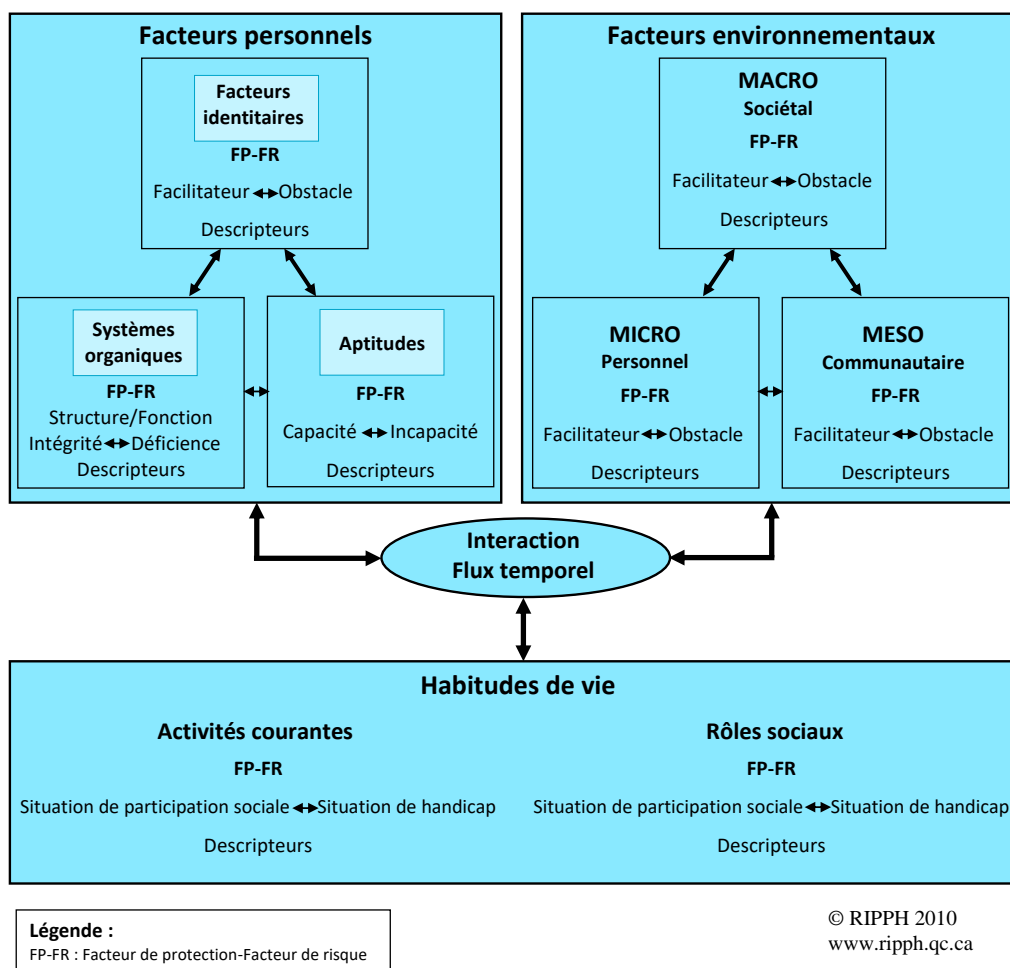 Facteurs personnels
Facteurs
identitaires
FP-FR
Facilitateur Obstacle
Descripteurs
Systèmes
organiques
FP-FR
Structure/Fonction
Intégrité Déficience
Descripteurs
Aptitudes
FP-FR
Capacité Incapacité
Descripteurs
Facteurs environnementaux
MACRO
Sociétal
FP-FR
Facilitateur Obstacle
Descripteurs
MICRO
Personnel
FP-FR
Facilitateur Obstacle
Descripteurs
MESO
Communautaire
FP-FR
Facilitateur Obstacle
Descripteurs
Interaction
Flux temporel
Habitudes de vie
Activités courantes
FP-FR
Situation de participation sociale Situation de handicap
Descripteurs
Rôles sociaux
FP-FR
Situation de participation sociale Situation de handicap
Descripteurs
Légende :
FP-FR : Facteur de protection-Facteur de risque
© RIPPH 2010
www.ripph.qc.ca